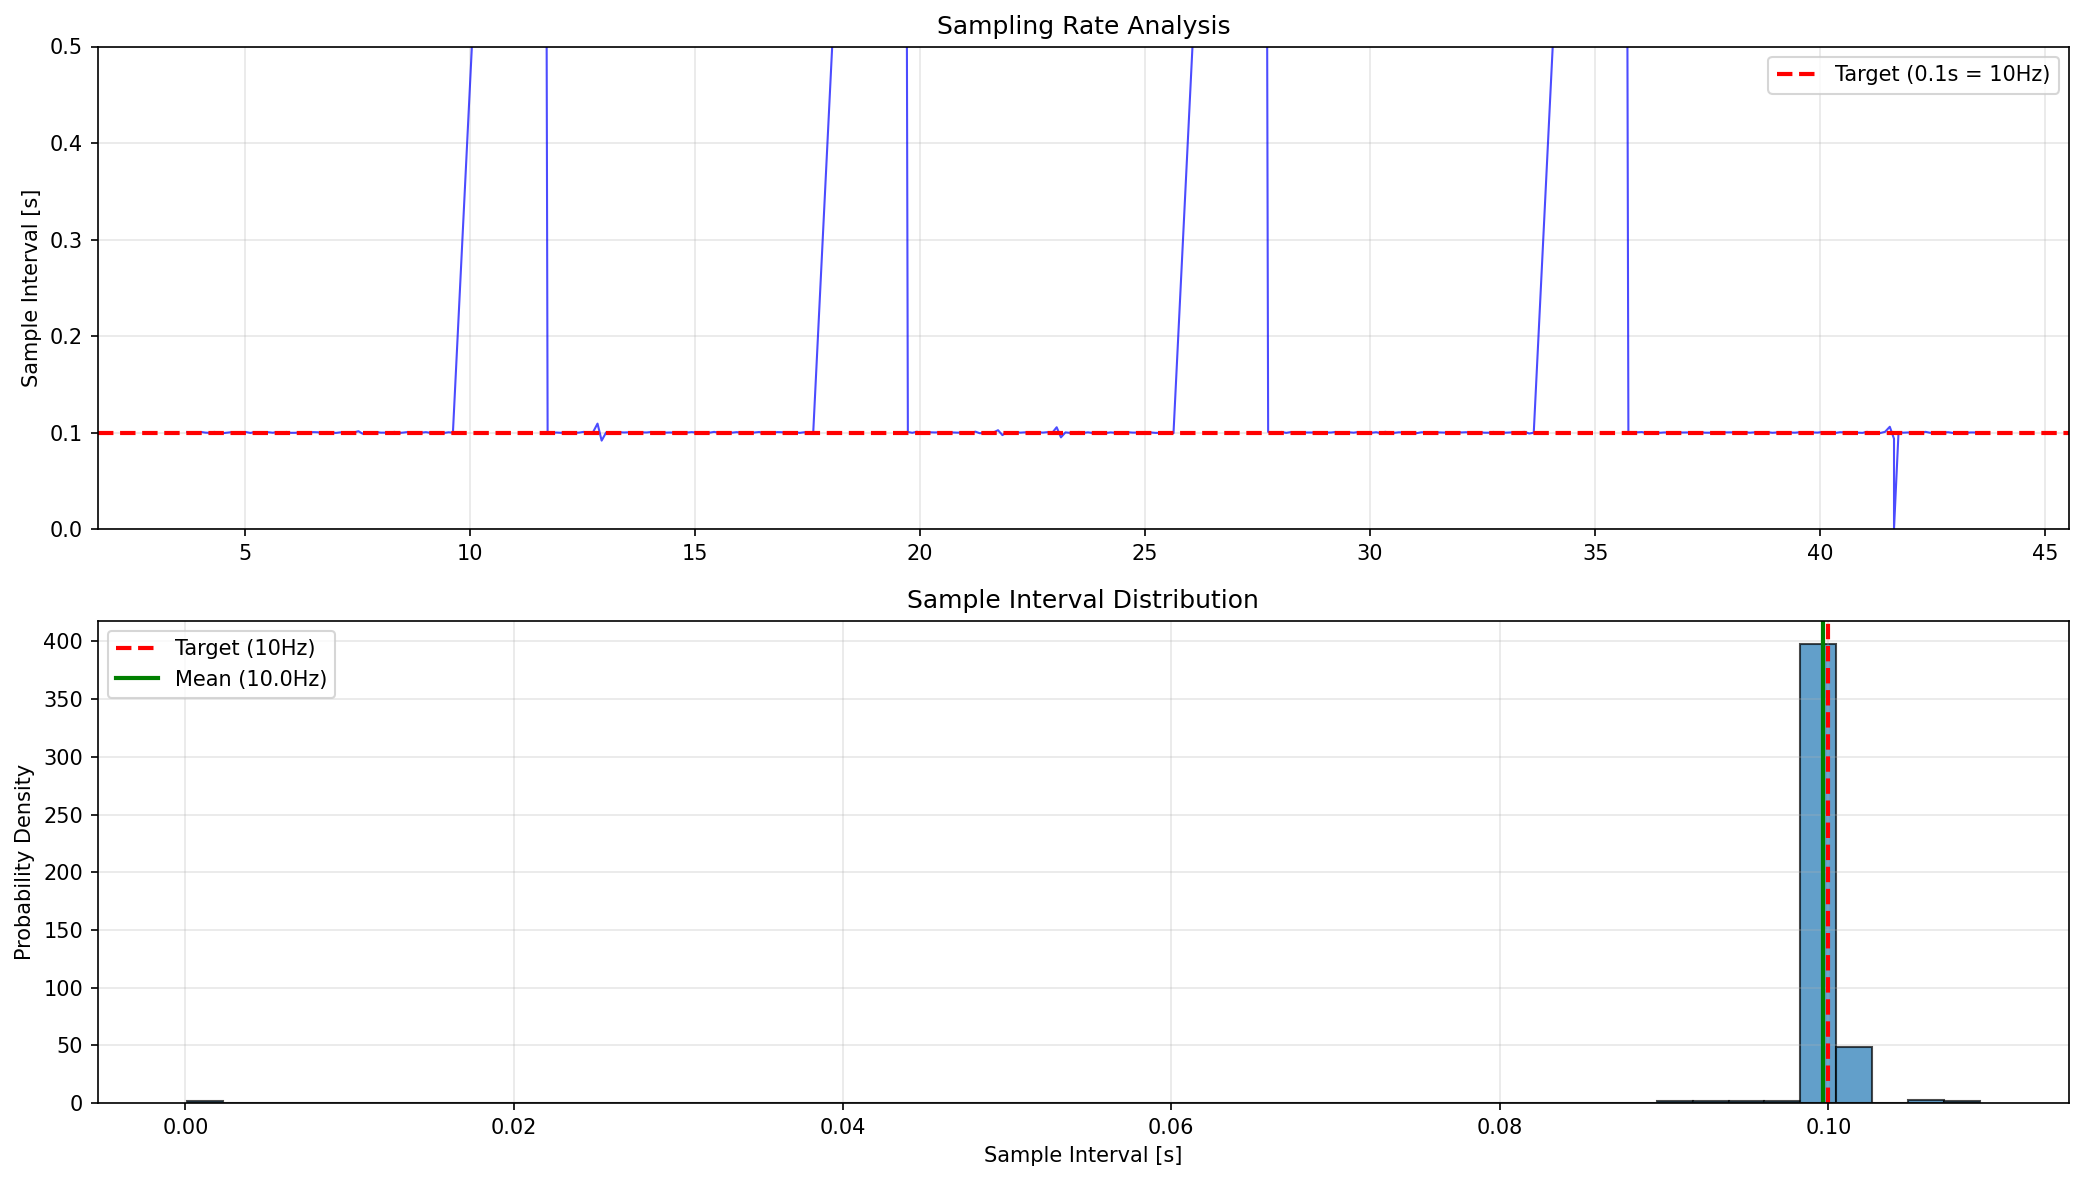 Sampling Rate Analysis
0.5
Target (0.1s = 10Hz)
0.4
0.3
Sample Interval [s]
0.2
0.1
0.0
5 10 15 20 25 30 35 40 45
Sample Interval Distribution
400
Target (10Hz)
Mean (10.0Hz)
350
300
250
Probability Density
200
150
100
50
0
0.00 0.02 0.04 0.06 0.08 0.10
Sample Interval [s]